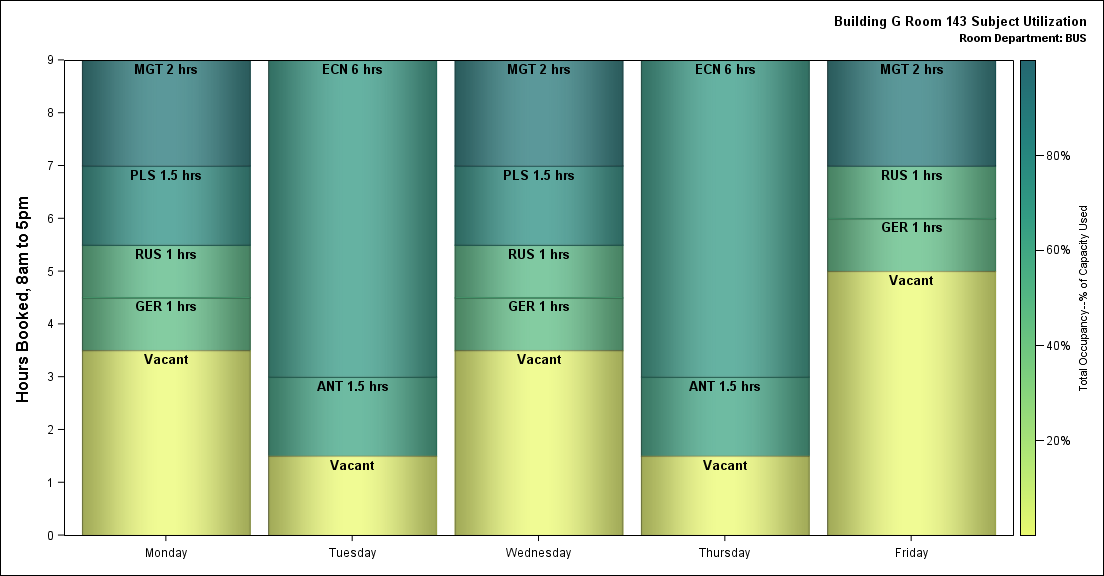 Building G Room 143 Subject Utilization
Room Department: BUS
Hours Booked, 8am to 5pm
9
8
7
6
5
4
3
2
1
0
MGT 2 hrs
PLS 1.5 hrs
RUS 1 hrs
GER 1 hrs
Vacant
Monday
ECN 6 hrs
ANT 1.5 hrs
Vacant
Tuesday
MGT 2 hrs
PLS 1.5 hrs
RUS 1 hrs
GER 1 hrs
Vacant
Wednesday
ECN 6 hrs
ANT 1.5 hrs
Vacant
Thursday
MGT 2 hrs
RUS 1 hrs
GER 1 hrs
Vacant
Friday
80%
60%
40%
20%
Total Occupancy--% of Capacity Used